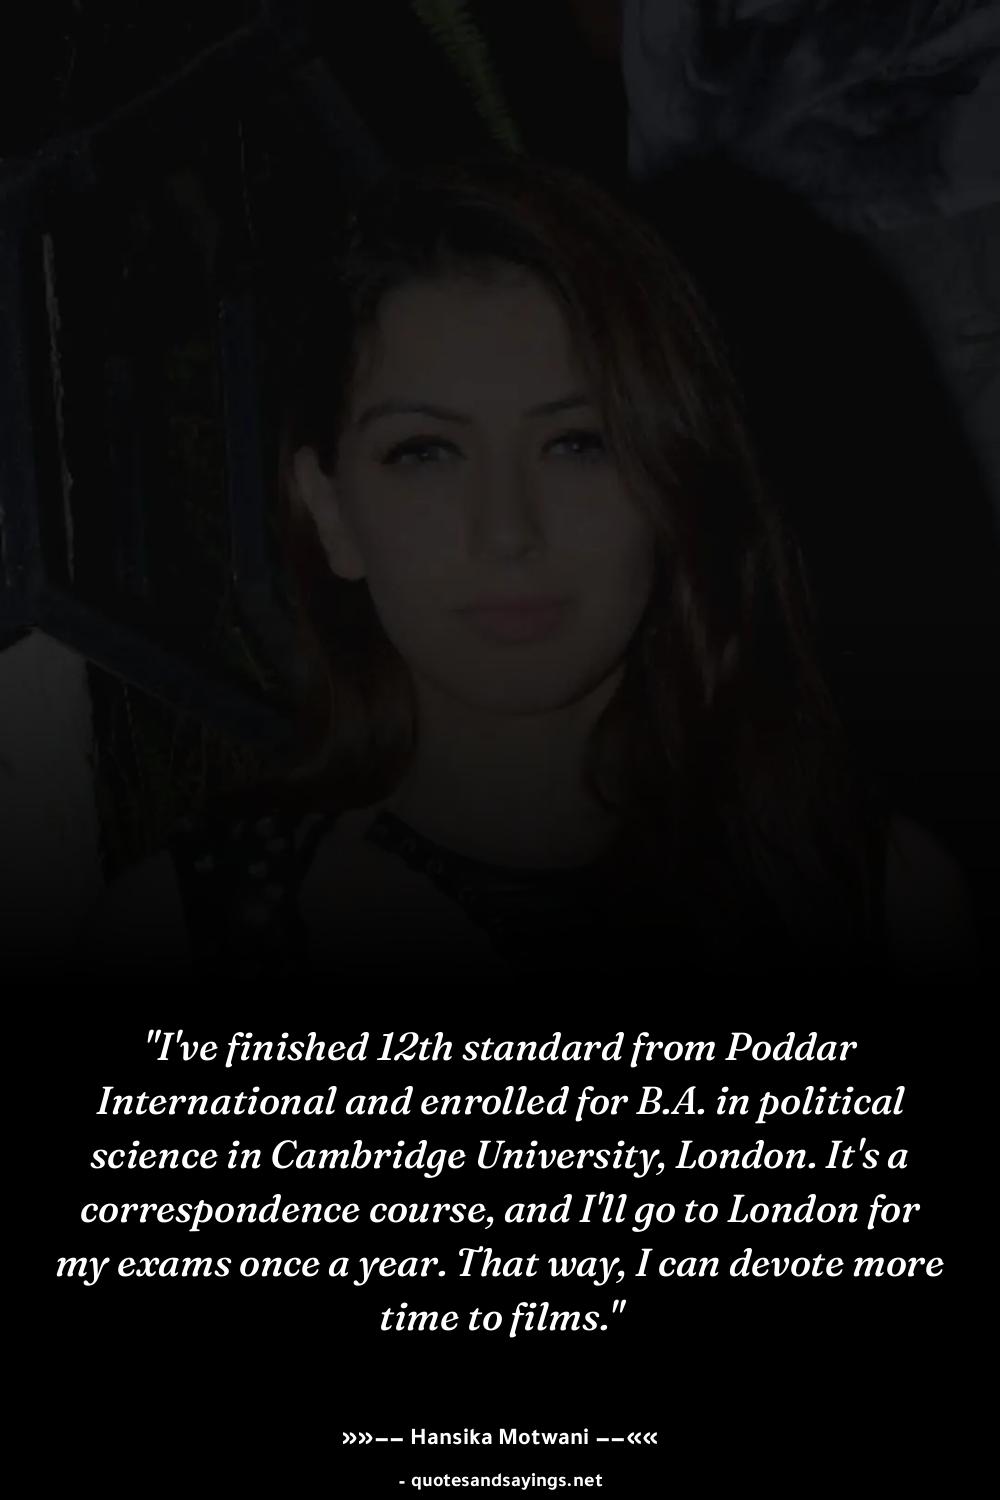 "I've finished 12th standard from Poddar
International and enrolled for B.A. in political
science in Cambridge University, London. It's a
correspondence course, and I'll go to London for
my exams once a year. That way, I can devote more
time to films."
»»−− Hansika Motwani −−««
- quotesandsayings.net